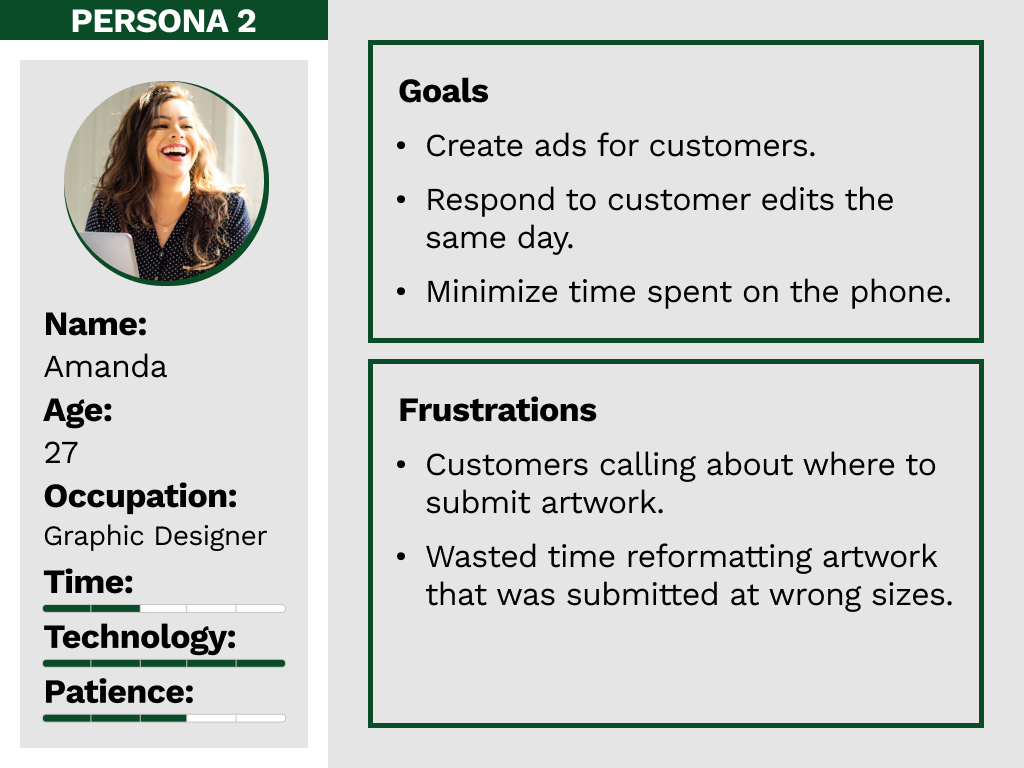 PERSONA 2
Name:
Amanda
Age:
27
Occupation:
Graphic Designer
Time:
Technology:
Patience:
Goals
• Create ads for customers.
• Respond to customer edits the
same day.
• Minimize time spent on the phone.
Frustrations
• Customers calling about where to
submit artwork.
• Wasted time reformatting artwork
that was submitted at wrong sizes.